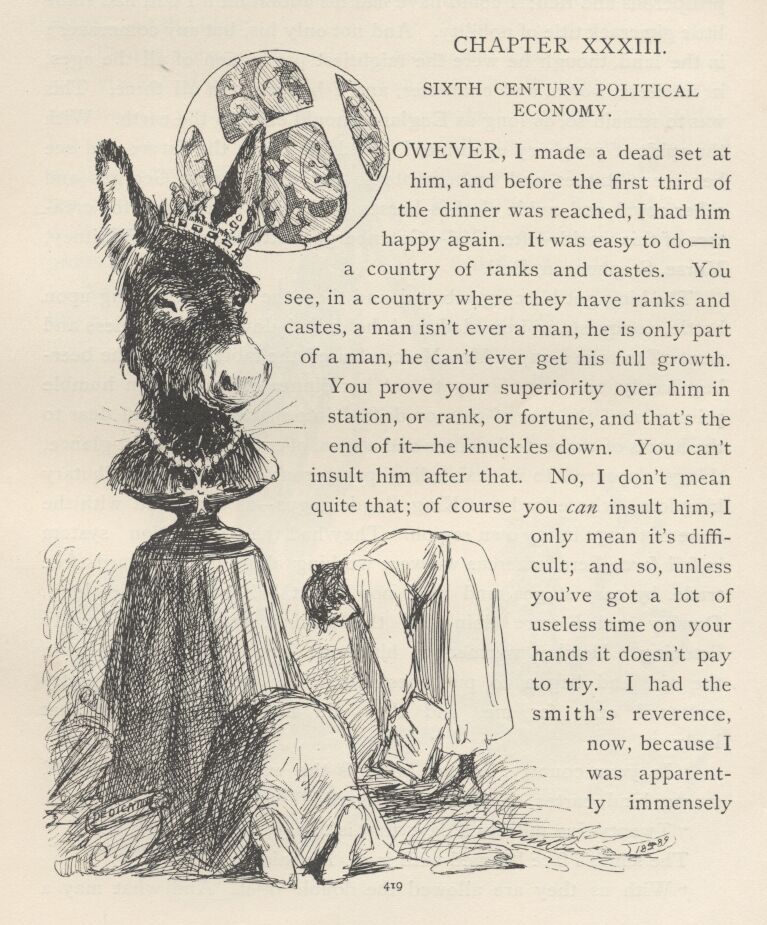 CHAPTER XXXIII.
SIXTH CENTURY POLITICAL
ECONOMY.
OWEVER, I made a dead set at
him, and before the first third of
the dinner was reached, I had him
happy again. It was easy to do—in
a country of ranks and castes. You
see, in a country where they have ranks and
castes, a man isn't ever a man, he is only part
of a man, he can't ever get his full growth.
You prove your superiority over him in
station, or rank, or fortune, and that's the
end of it—he knuckles down. You can't
insult him after that. No, I don't mean
quite that; of course you can insult him, I
only mean it's diffi-
cult; and so, unless
you've got a lot of
useless time on your
hands it doesn't pay
to try. I had the
smith's reverence,
now, because I
was apparent-
ly immensely
419